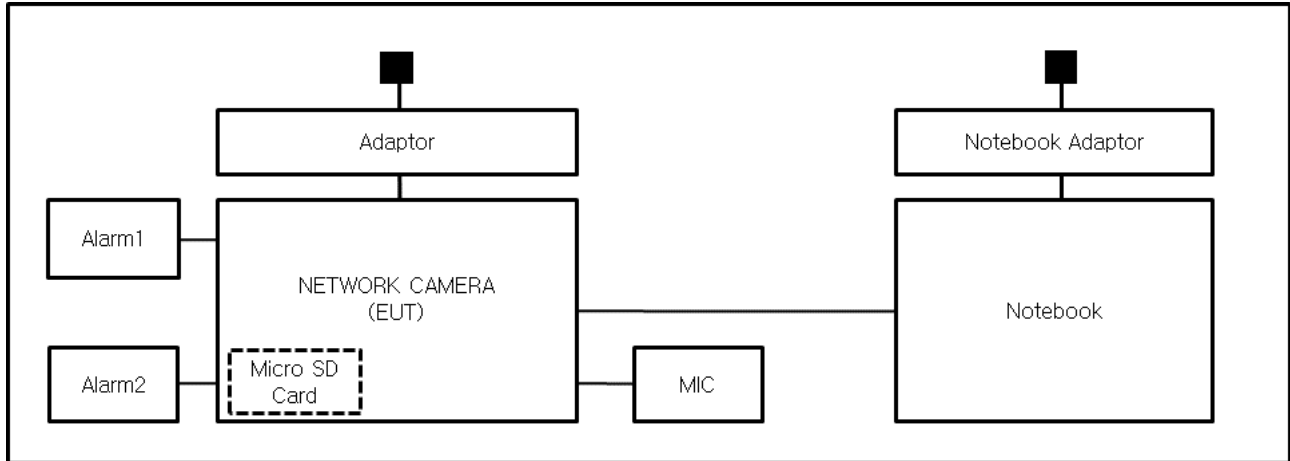 Adaptor
Notebook Adaptor
Alarm1
NETWORK CAMERA
(EUT)
Notebook
Alarm2
Micro SD
Card
MIC